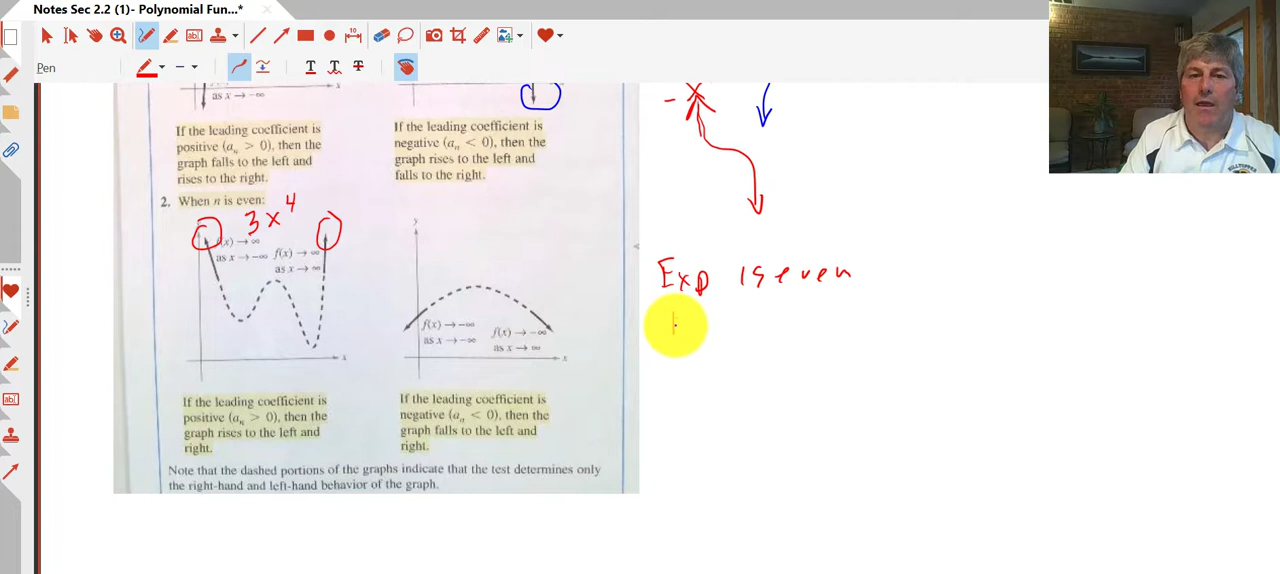 Notes Sec 2.2 (1)- Polynomial Fun...*
Pen
as x → −∞
If the leading coefficient is
positive (aₙ > 0), then the
graph falls to the left and
rises to the right.
If the leading coefficient is
negative (aₙ < 0), then the
graph rises to the left and
falls to the right.
2. When n is even:
3x⁴
f(x) → ∞
as x → −∞
f(x) → ∞
as x → ∞
x
y
f(x) → −∞
as x → −∞
f(x) → −∞
as x → ∞
x
Exp is even
If the leading coefficient is
positive (aₙ > 0), then the
graph rises to the left and
right.
If the leading coefficient is
negative (aₙ < 0), then the
graph falls to the left and
right.
Note that the dashed portions of the graphs indicate that the test determines only
the right-hand and left-hand behavior of the graph.